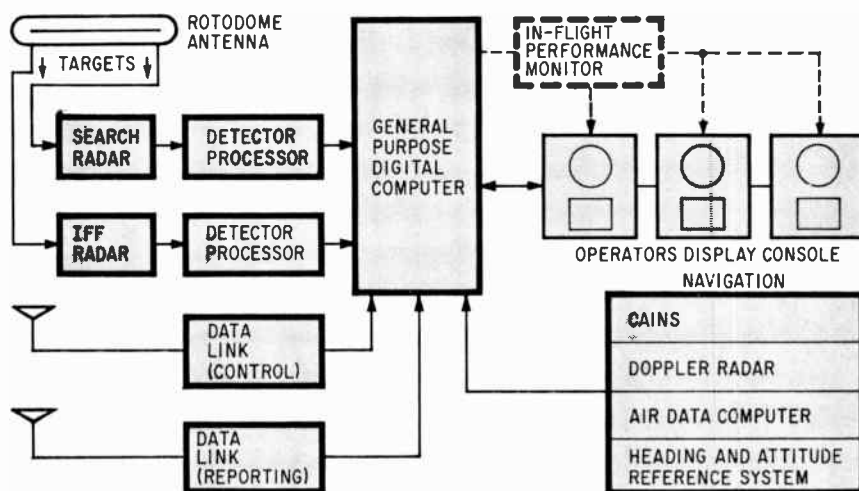 ROTODOME
ANTENNA
TARGETS
SEARCH
RADAR
DETECTOR
PROCESSOR
IFF
RADAR
DETECTOR
PROCESSOR
DATA
LINK
(CONTROL)
DATA
LINK
(REPORTING)
GENERAL
PURPOSE
DIGITAL
COMPUTER
IN-FLIGHT
PERFORMANCE
MONITOR
OPERATORS DISPLAY CONSOLE
NAVIGATION
CAINS
DOPPLER RADAR
AIR DATA COMPUTER
HEADING AND ATTITUDE
REFERENCE SYSTEM